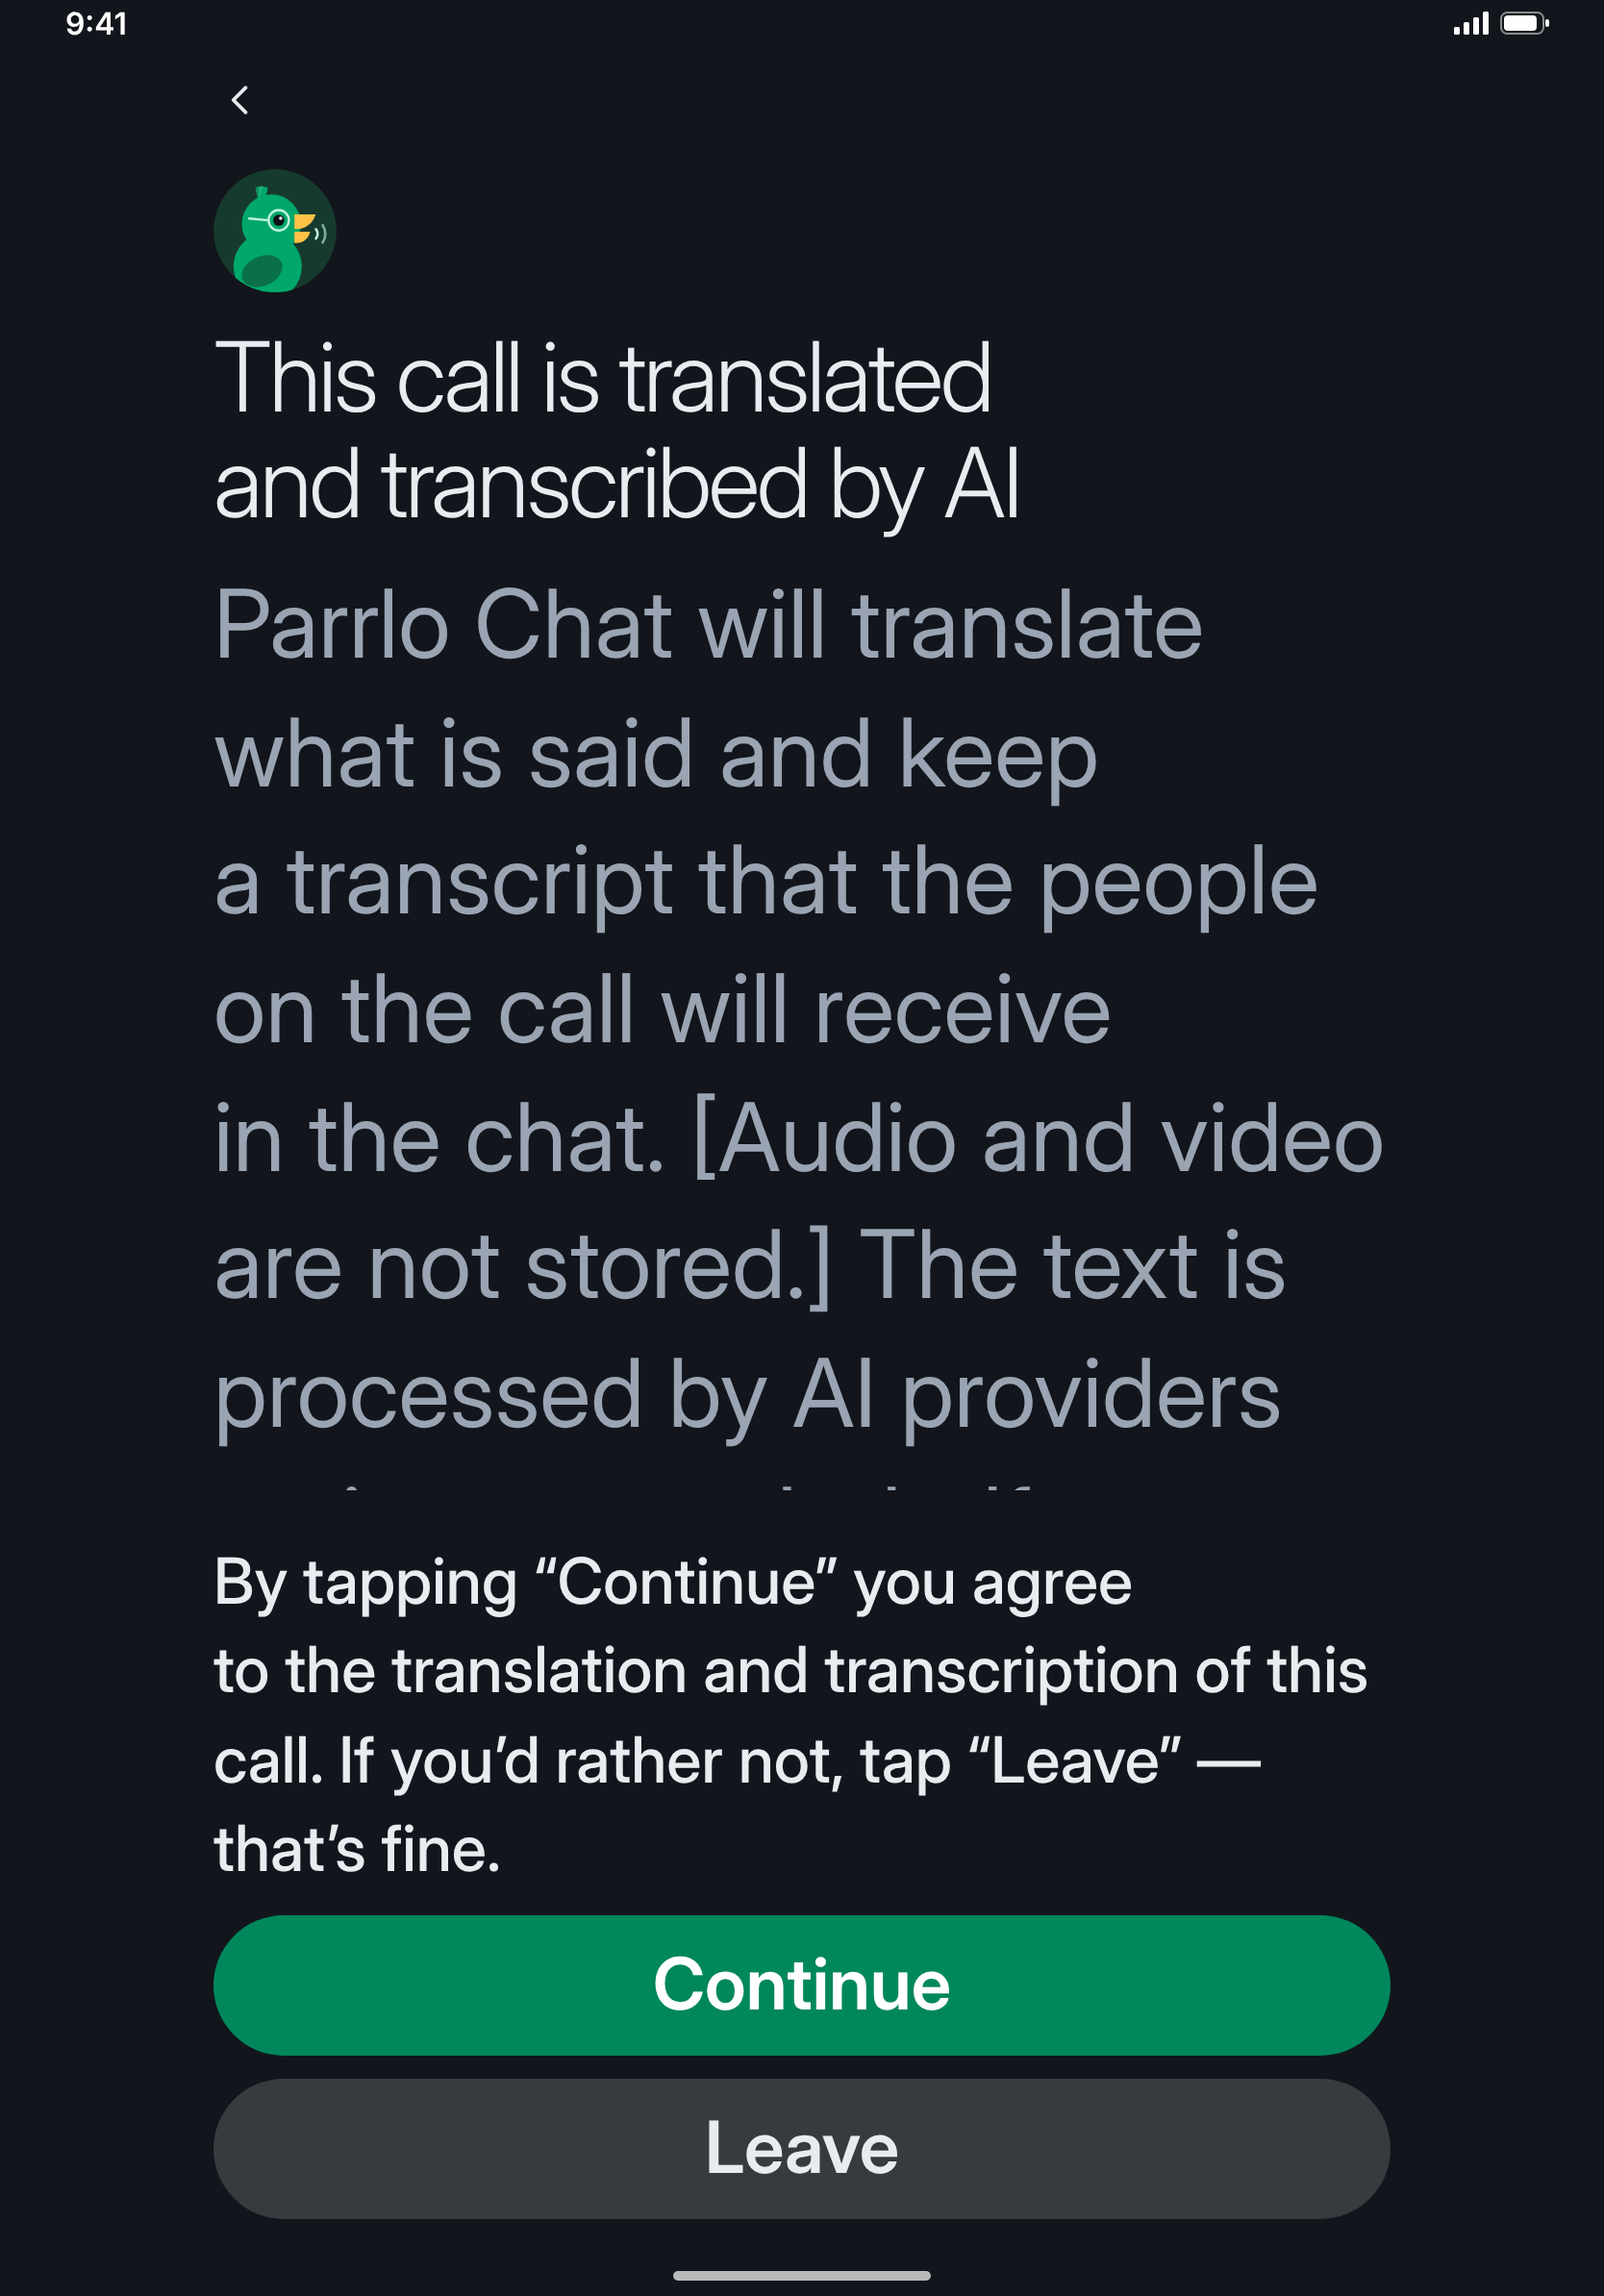 9:41
This call is translated
and transcribed by AI
Parrlo Chat will translate
what is said and keep
a transcript that the people
on the call will receive
in the chat. [Audio and video
are not stored.] The text is
processed by AI providers
By tapping “Continue” you agree
to the translation and transcription of this
call. If you’d rather not, tap “Leave” —
that’s fine.
Continue
Leave